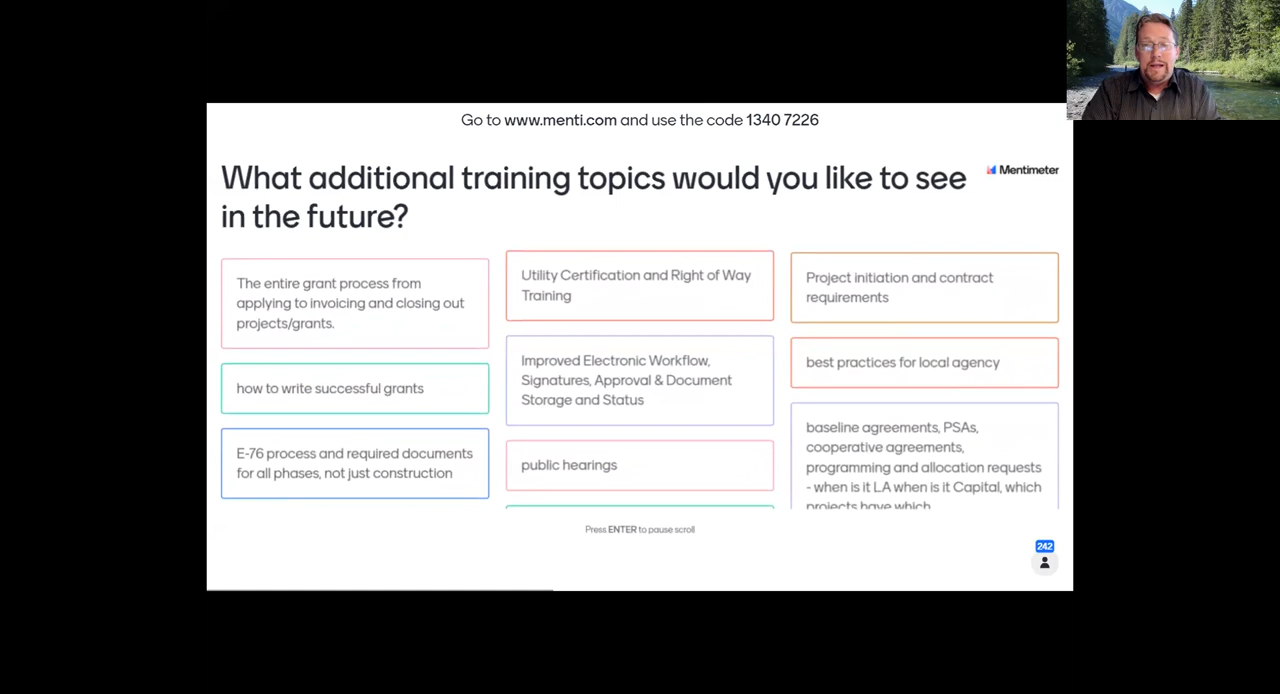 Go to www.menti.com and use the code 1340 7226
What additional training topics would you like to see
in the future?
Mentimeter
The entire grant process from
applying to invoicing and closing out
projects/grants.
how to write successful grants
E-76 process and required documents
for all phases, not just construction
Utility Certification and Right of Way
Training
Improved Electronic Workflow,
Signatures, Approval & Document
Storage and Status
public hearings
Project initiation and contract
requirements
best practices for local agency
baseline agreements, PSAs,
cooperative agreements,
programming and allocation requests
- when is it LA when is it Capital, which
projects have which
Press ENTER to pause scroll
242